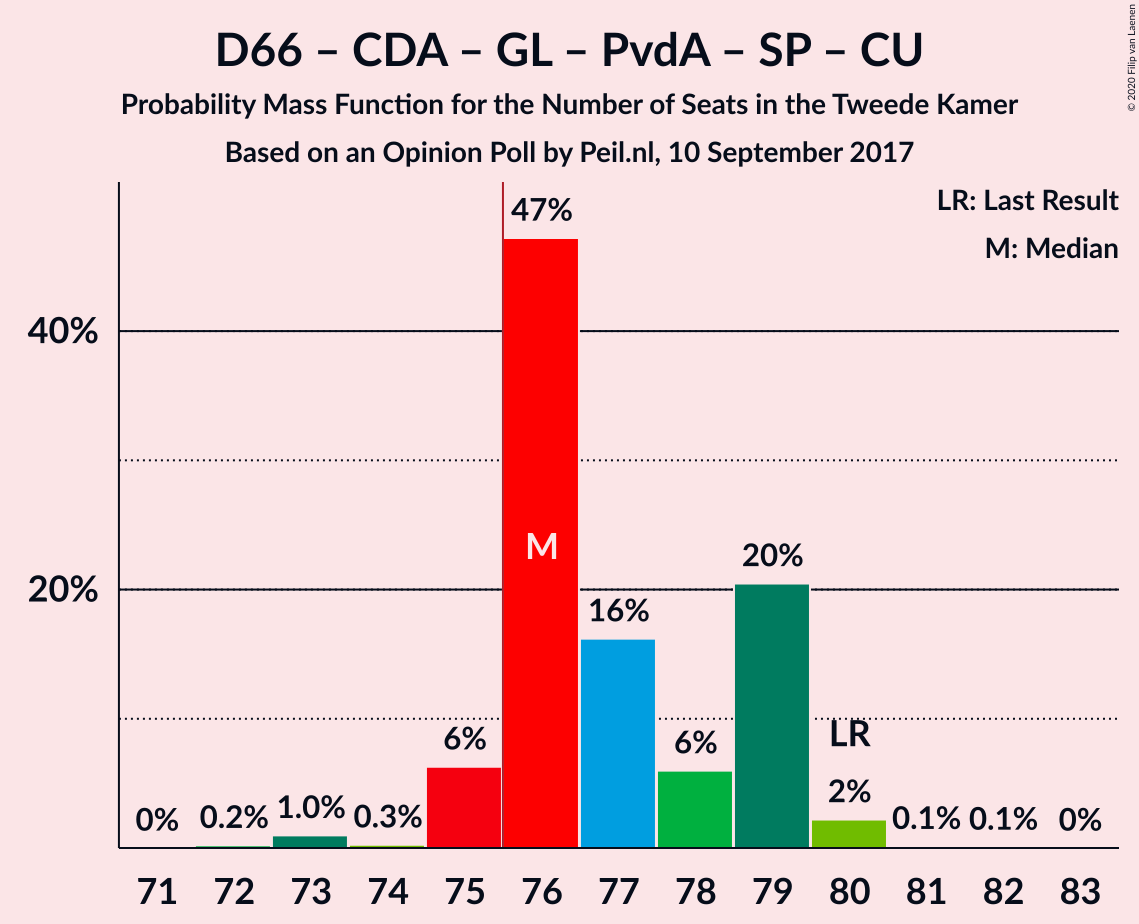 D66 – CDA – GL – PvdA – SP – CU
Probability Mass Function for the Number of Seats in the Tweede Kamer
Based on an Opinion Poll by Peil.nl, 10 September 2017
© 2020 Filip van Laenen
LR: Last Result
M: Median
47%
40%
M
20%
20%
16%
LR
6%
6%
2%
1.0%
0% 0.2% 0.3% 0.1% 0.1% 0%
71 72 73 74 75 76 77 78 79 80 81 82 83